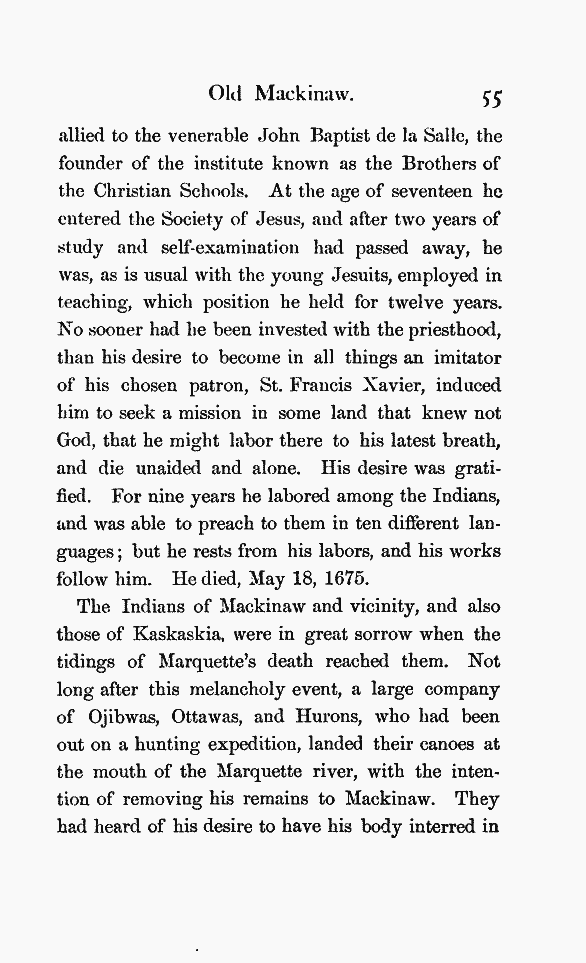 Old Mackinaw. 55
allied to the venerable John Baptist de la Salle, the
founder of the institute known as the Brothers of
the Christian Schools. At the age of seventeen he
entered the Society of Jesus, and after two years of
study and self-examination had passed away, he
was, as is usual with the young Jesuits, employed in
teaching, which position he held for twelve years.
No sooner had he been invested with the priesthood,
than his desire to become in all things an imitator
of his chosen patron, St. Francis Xavier, induced
him to seek a mission in some land that knew not
God, that he might labor there to his latest breath,
and die unaided and alone. His desire was grati-
fied. For nine years he labored among the Indians,
and was able to preach to them in ten different lan-
guages; but he rests from his labors, and his works
follow him. He died, May 18, 1675.
The Indians of Mackinaw and vicinity, and also
those of Kaskaskia, were in great sorrow when the
tidings of Marquette's death reached them. Not
long after this melancholy event, a large company
of Ojibwas, Ottawas, and Hurons, who had been
out on a hunting expedition, landed their canoes at
the mouth of the Marquette river, with the inten-
tion of removing his remains to Mackinaw. They
had heard of his desire to have his body interred in